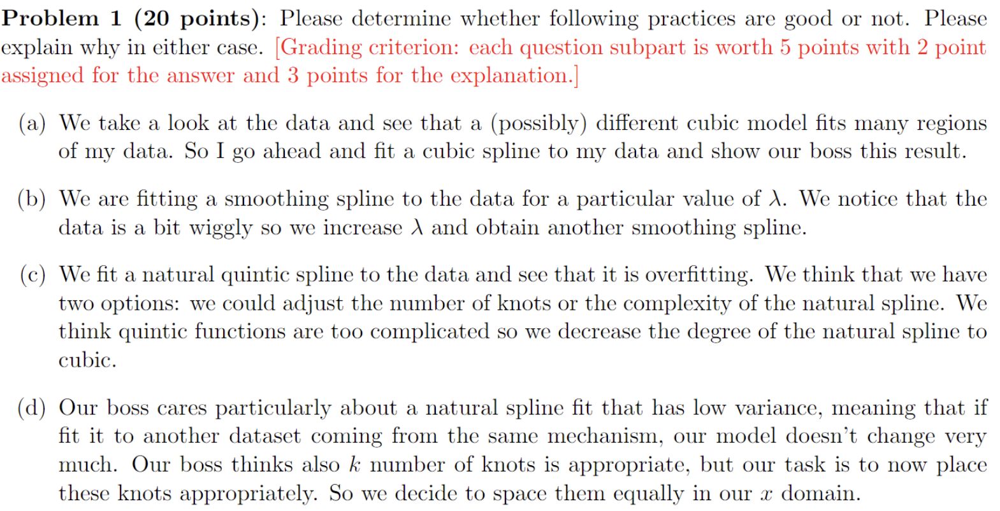 Problem 1 (20 points): Please determine whether following practices are good or not. Please
explain why in either case. [Grading criterion: each question subpart is worth 5 points with 2 point
assigned for the answer and 3 points for the explanation.]
(a) We take a look at the data and see that a (possibly) different cubic model fits many regions
of my data. So I go ahead and fit a cubic spline to my data and show our boss this result.
(b) We are fitting a smoothing spline to the data for a particular value of λ. We notice that the
data is a bit wiggly so we increase λ and obtain another smoothing spline.
(c) We fit a natural quintic spline to the data and see that it is overfitting. We think that we have
two options: we could adjust the number of knots or the complexity of the natural spline. We
think quintic functions are too complicated so we decrease the degree of the natural spline to
cubic.
(d) Our boss cares particularly about a natural spline fit that has low variance, meaning that if
fit it to another dataset coming from the same mechanism, our model doesn't change very
much. Our boss thinks also k number of knots is appropriate, but our task is to now place
these knots appropriately. So we decide to space them equally in our x domain.